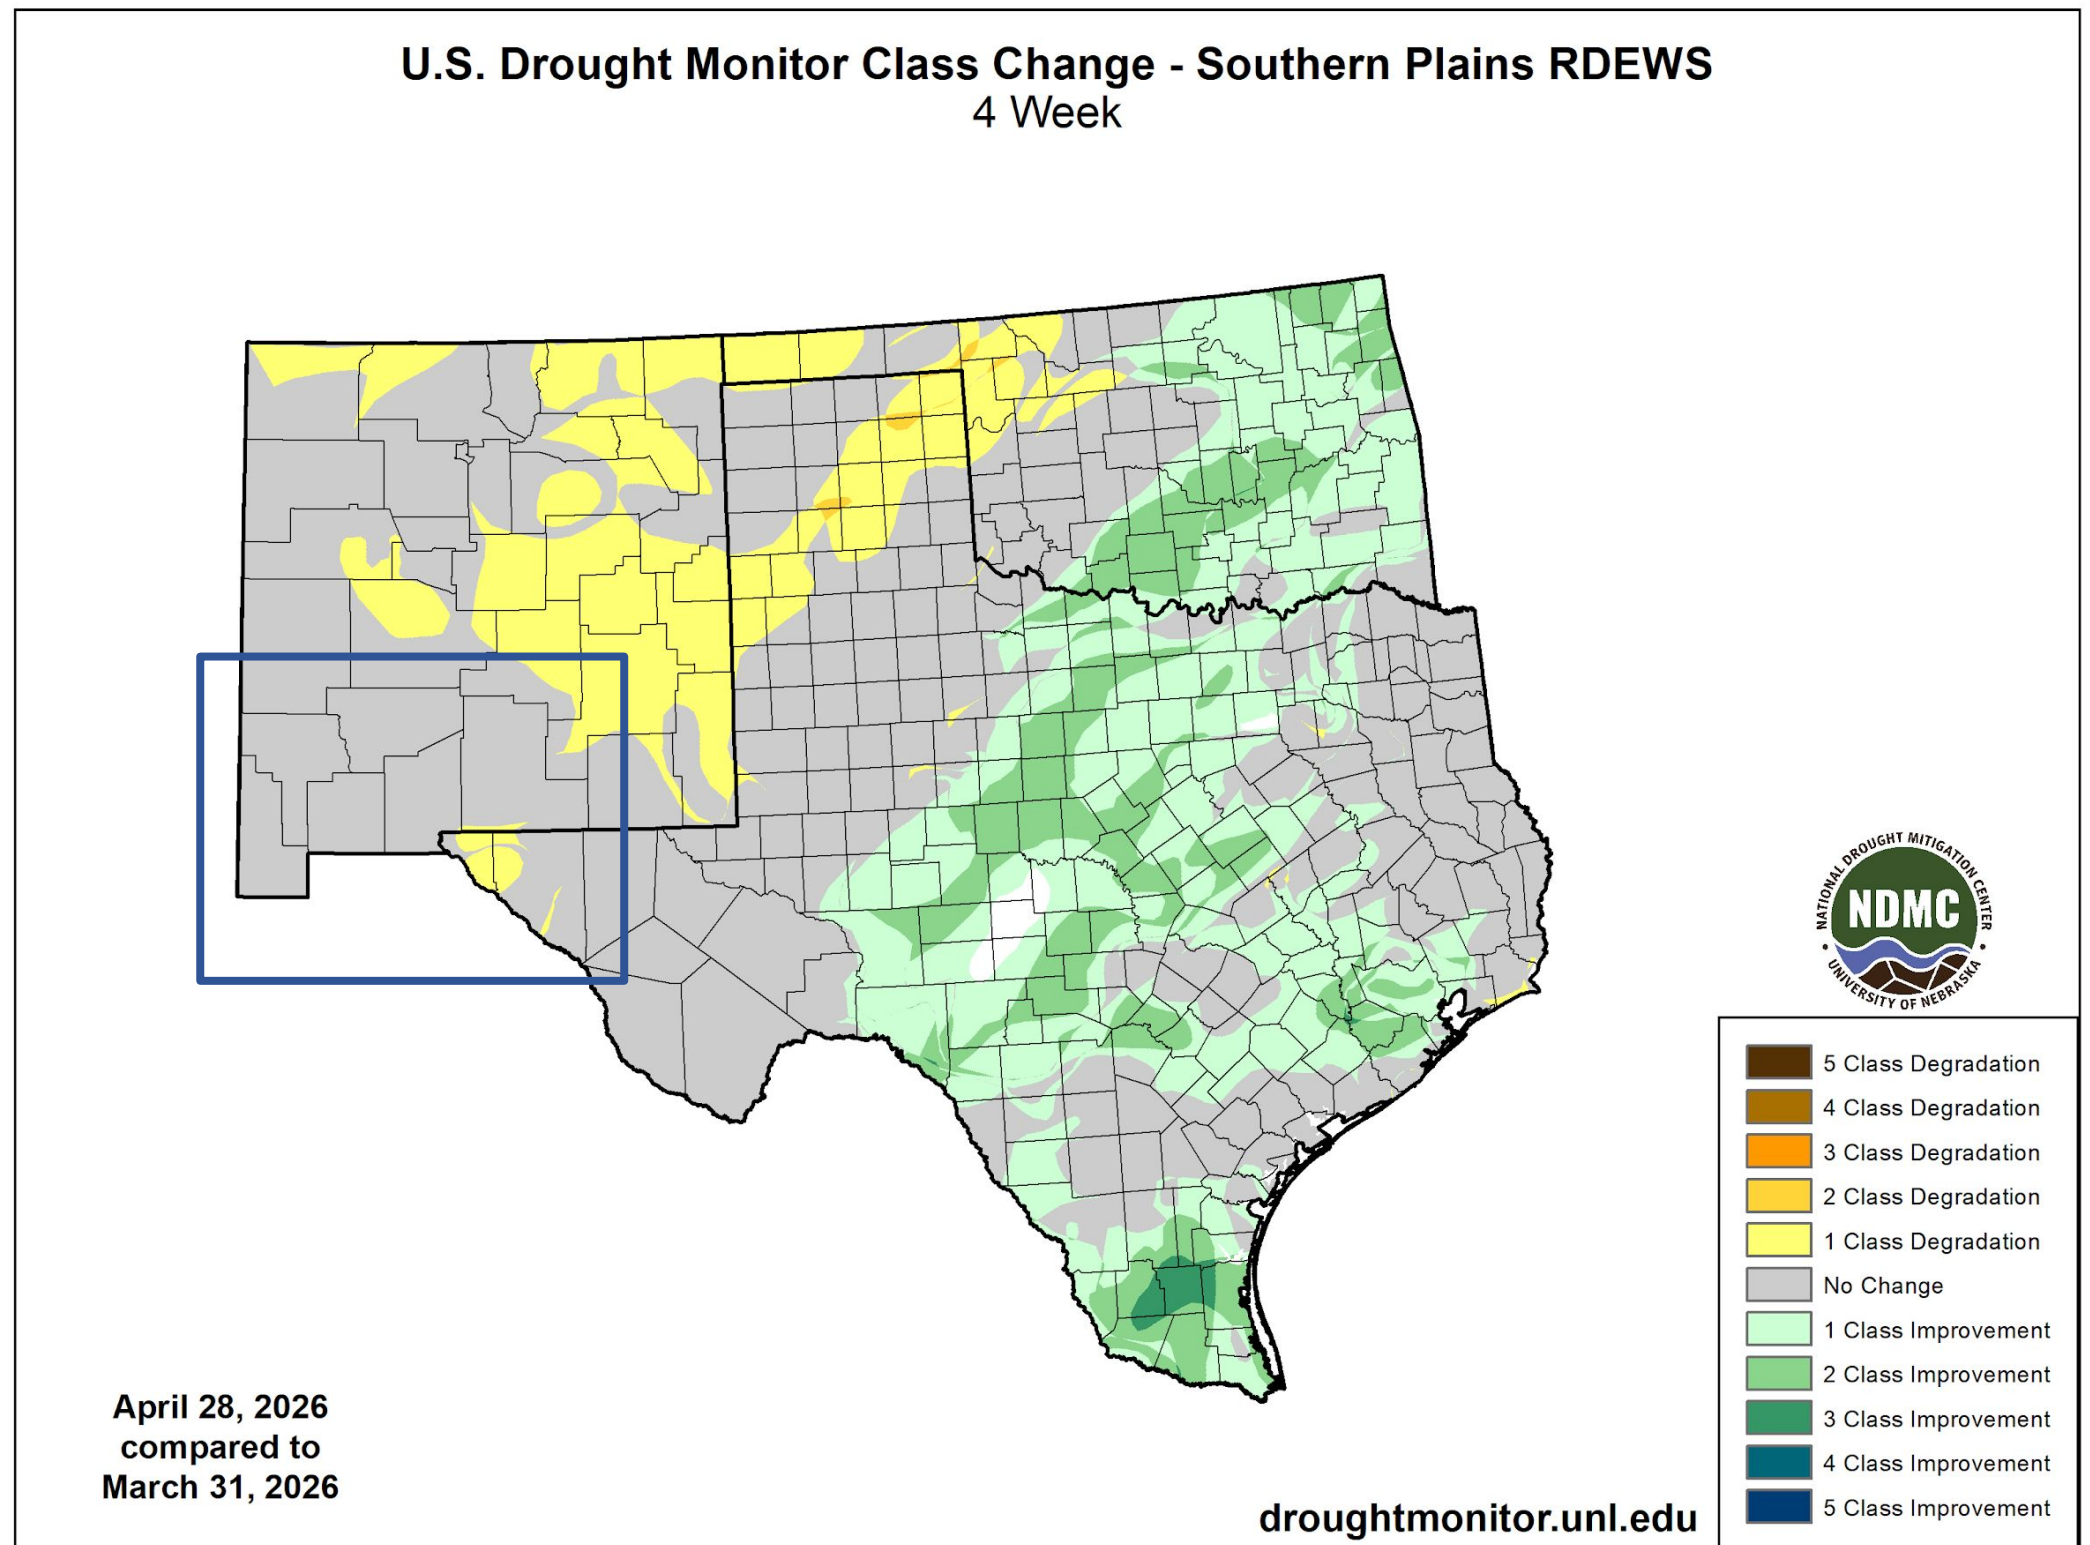 U.S. Drought Monitor Class Change - Southern Plains RDEWS
4 Week
NATIONAL DROUGHT MITIGATION CENTER
NDMC
UNIVERSITY OF NEBRASKA
5 Class Degradation
4 Class Degradation
3 Class Degradation
2 Class Degradation
1 Class Degradation
No Change
1 Class Improvement
2 Class Improvement
3 Class Improvement
4 Class Improvement
5 Class Improvement
April 28, 2026
compared to
March 31, 2026
droughtmonitor.unl.edu